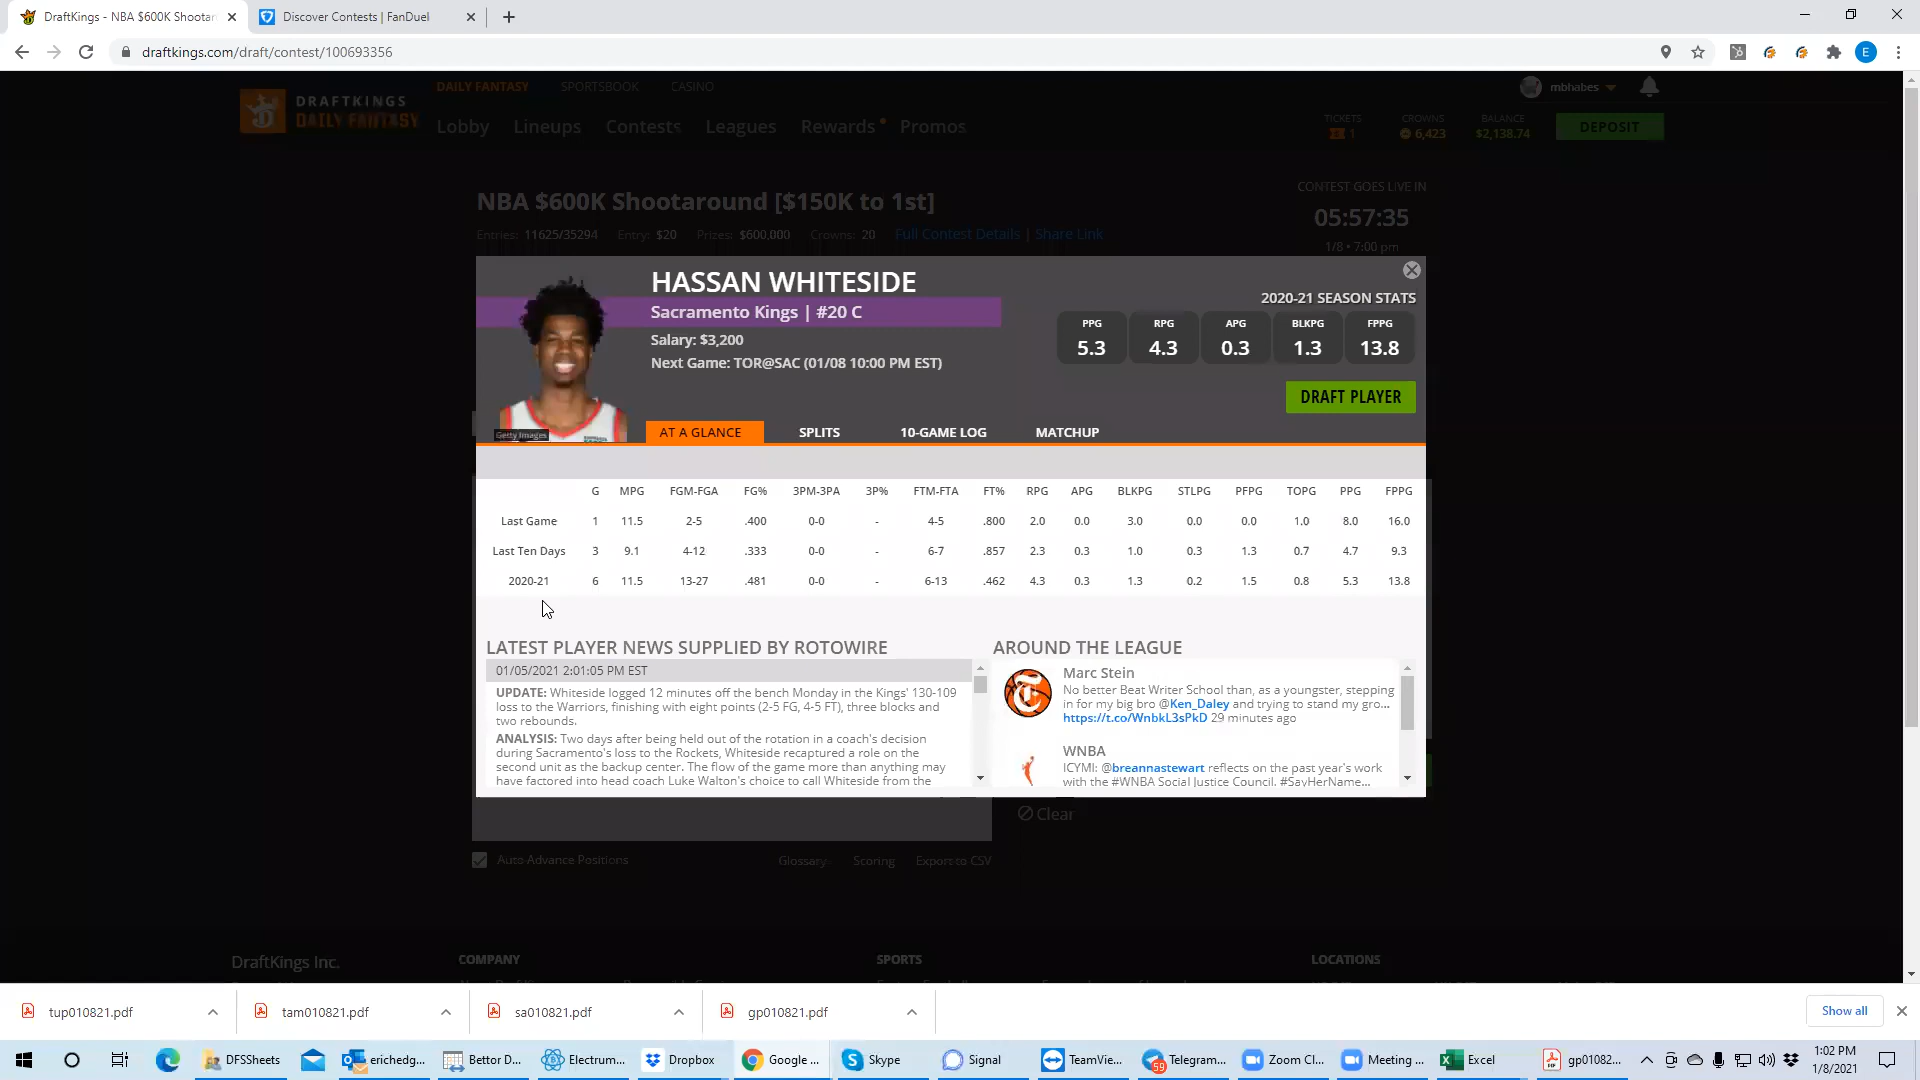 DraftKings - NBA $600K Shootarou
Discover Contests | FanDuel
draftkings.com/draft/contest/100693356
E
DAILY FANTASY SPORTSBOOK CASINO
mbhabes
DRAFTKINGS
DAILY FANTASY
Lobby Lineups Contests Leagues Rewards Promos
TICKETS CROWNS BALANCE
1 6,423 $2,138.74
DEPOSIT
NBA $600K Shootaround [$150K to 1st]
CONTEST GOES LIVE IN
05:57:35
Entries: 11625/35294 Entry: $20 Prizes: $600,000 Crowns: 20 Full Contest Details | Share Link
1/8 • 7:00 pm
HASSAN WHITESIDE
Sacramento Kings | #20 C
Salary: $3,200
Next Game: TOR@SAC (01/08 10:00 PM EST)
2020-21 SEASON STATS
PPG RPG APG BLKPG FPPG
5.3 4.3 0.3 1.3 13.8
DRAFT PLAYER
Getty Images
AT A GLANCE SPLITS 10-GAME LOG MATCHUP
G MPG FGM-FGA FG% 3PM-3PA 3P% FTM-FTA FT% RPG APG BLKPG STLPG PFPG TOPG PPG FPPG
Last Game 1 11.5 2-5 .400 0-0 - 4-5 .800 2.0 0.0 3.0 0.0 0.0 1.0 8.0 16.0
Last Ten Days 3 9.1 4-12 .333 0-0 - 6-7 .857 2.3 0.3 1.0 0.3 1.3 0.7 4.7 9.3
2020-21 6 11.5 13-27 .481 0-0 - 6-13 .462 4.3 0.3 1.3 0.2 1.5 0.8 5.3 13.8
LATEST PLAYER NEWS SUPPLIED BY ROTOWIRE
01/05/2021 2:01:05 PM EST
UPDATE: Whiteside logged 12 minutes off the bench Monday in the Kings' 130-109
loss to the Warriors, finishing with eight points (2-5 FG, 4-5 FT), three blocks and
two rebounds.
ANALYSIS: Two days after being held out of the rotation in a coach's decision
during Sacramento's loss to the Rockets, Whiteside recaptured a role on the
second unit as the backup center. The flow of the game more than anything may
have factored into head coach Luke Walton's choice to call Whiteside from the
AROUND THE LEAGUE
Marc Stein
No better Beat Writer School than, as a youngster, stepping
in for my big bro @Ken_Daley and trying to stand my gro...
https://t.co/WnbkL3sPkD 29 minutes ago
WNBA
ICYMI: @breannastewart reflects on the past year's work
with the #WNBA Social Justice Council. #SayHerName...
Clear
Auto-Advance Positions Glossary Scoring Export to CSV
DraftKings Inc. COMPANY SPORTS LOCATIONS
tup010821.pdf tam010821.pdf sa010821.pdf gp010821.pdf Show all
DFSSheets erichedg... Bettor D... Electrum... Dropbox Google ... Skype Signal TeamVie... 59 Telegram... Zoom Cl... Meeting ... Excel gp01082...
1:02 PM
1/8/2021